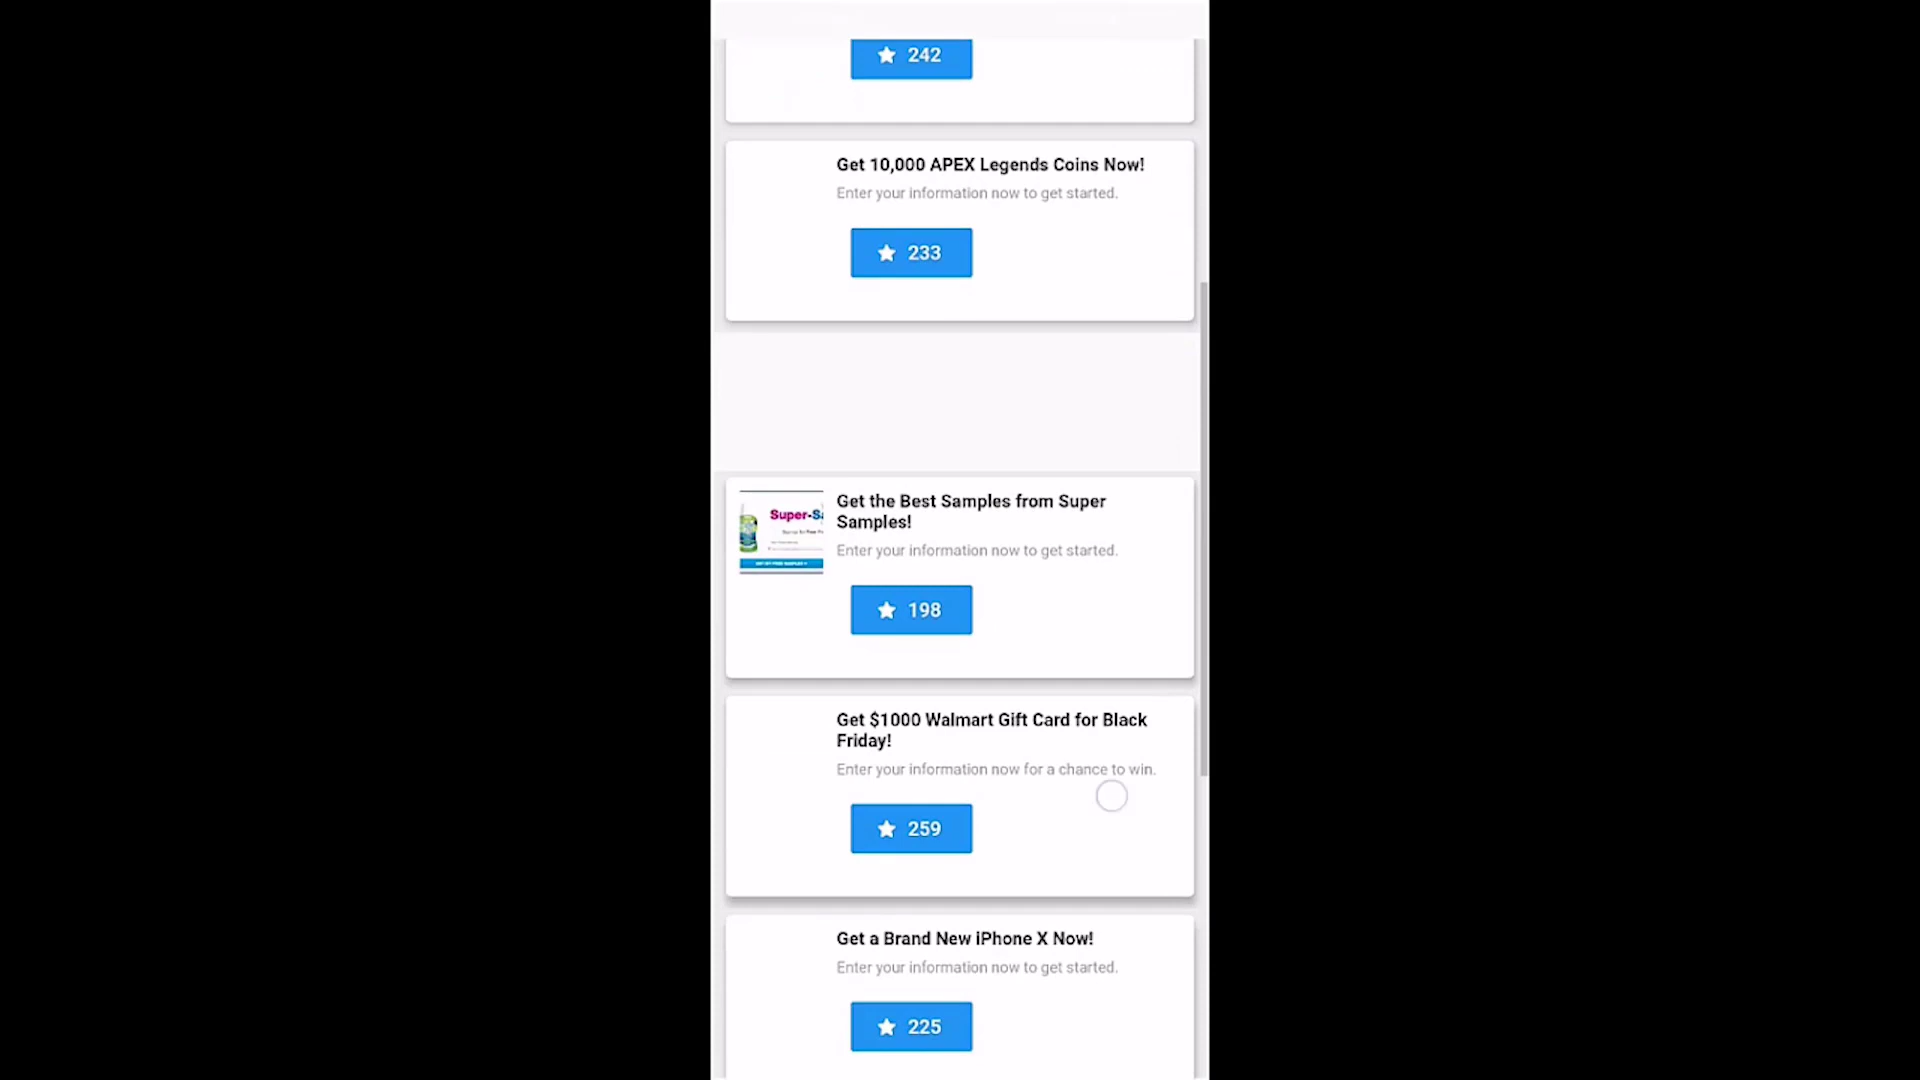 242
Get 10,000 APEX Legends Coins Now!
Enter your information now to get started.
233
Get the Best Samples from Super
Samples!
Super-Sa
Enter your information now to get started.
198
Get $1000 Walmart Gift Card for Black
Friday!
Enter your information now for a chance to win.
259
Get a Brand New iPhone X Now!
Enter your information now to get started.
225